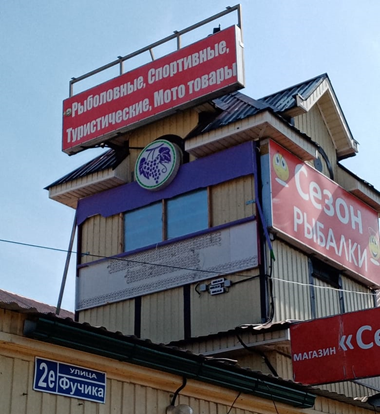 Рыболовные, Спортивные,
Туристические, Мото товары
Сезон
РЫБАЛКИ
МАГАЗИН «Се
2е УЛИЦА
Фучика